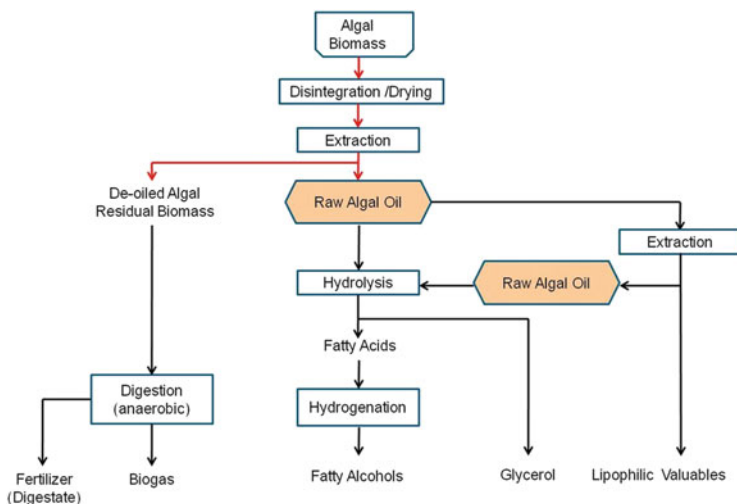 Algal
Biomass
Disintegration /Drying
Extraction
De-oiled Algal
Residual Biomass
Raw Algal Oil
Extraction
Hydrolysis
Raw Algal Oil
Fatty Acids
Digestion
(anaerobic)
Hydrogenation
Fertilizer
(Digestate)
Biogas
Fatty Alcohols
Glycerol
Lipophilic Valuables